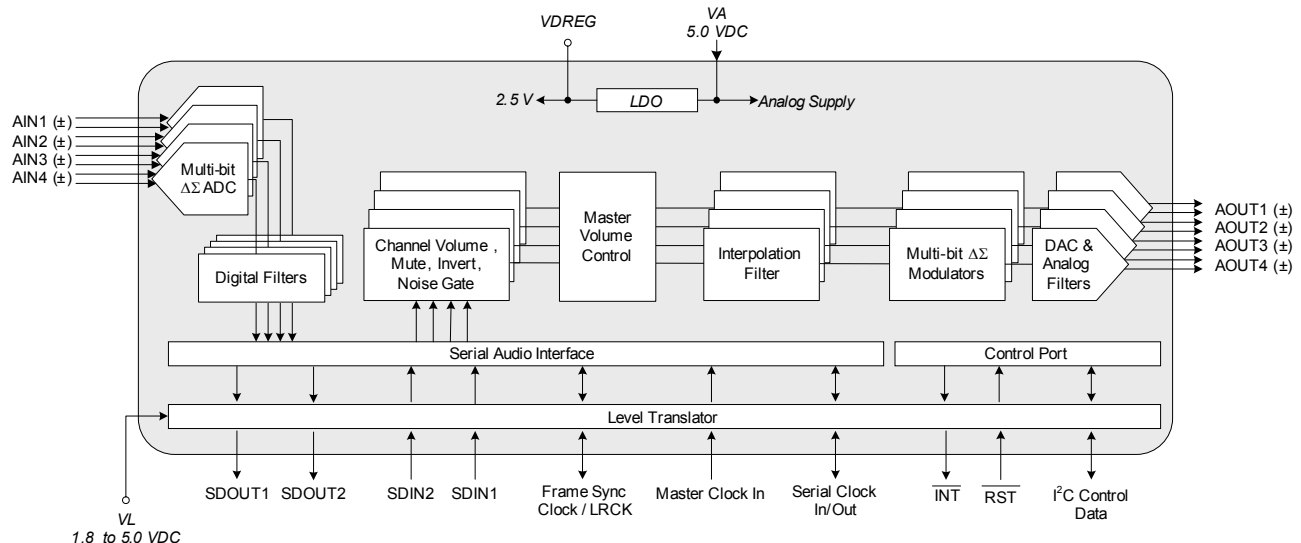 VDREG
VA
5.0 VDC
2.5 V
LDO
Analog Supply
AIN1 (±)
AIN2 (±)
AIN3 (±)
AIN4 (±)
Multi-bit
ΔΣ ADC
Digital Filters
Channel Volume ,
Mute, Invert,
Noise Gate
Master
Volume
Control
Interpolation
Filter
Multi-bit ΔΣ
Modulators
DAC &
Analog
Filters
AOUT1 (±)
AOUT2 (±)
AOUT3 (±)
AOUT4 (±)
Serial Audio Interface
Control Port
Level Translator
VL
1.8 to 5.0 VDC
SDOUT1
SDOUT2
SDIN2
SDIN1
Frame Sync
Clock / LRCK
Master Clock In
Serial Clock
In/Out
INT
RST
I²C Control
Data